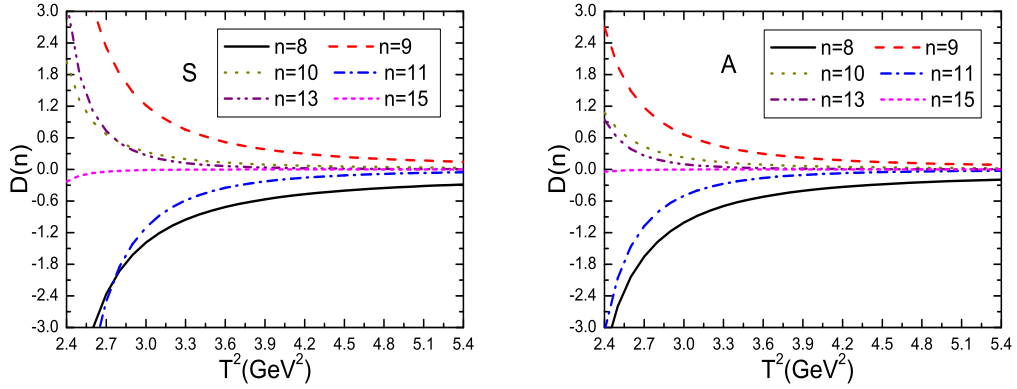 3.0
2.4
1.8
1.2
0.6
0.0
-0.6
-1.2
-1.8
-2.4
-3.0
D(n)
S
n=8 n=9
n=10 n=11
n=13 n=15
2.4 2.7 3.0 3.3 3.6 3.9 4.2 4.5 4.8 5.1 5.4
T²(GeV²)
3.0
2.4
1.8
1.2
0.6
0.0
-0.6
-1.2
-1.8
-2.4
-3.0
D(n)
A
n=8 n=9
n=10 n=11
n=13 n=15
2.4 2.7 3.0 3.3 3.6 3.9 4.2 4.5 4.8 5.1 5.4
T²(GeV²)